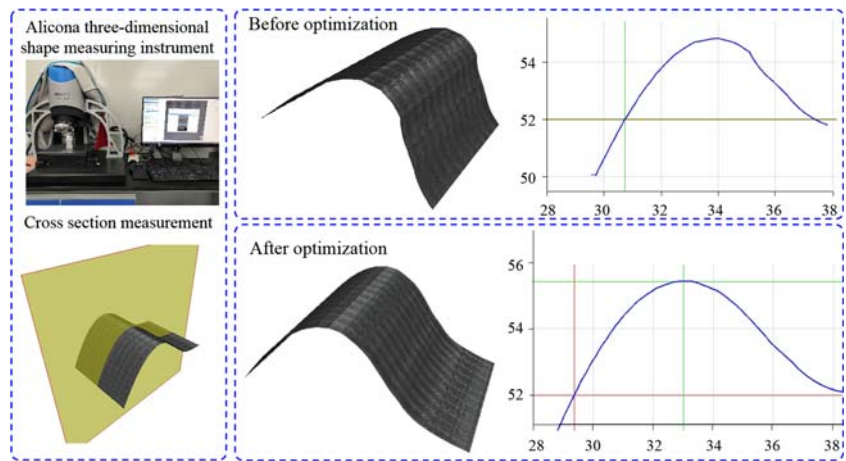 Alicona three-dimensional
shape measuring instrument
Cross section measurement
Before optimization
54
52
50
28 30 32 34 36 38
After optimization
56
54
52
28 30 32 34 36 38